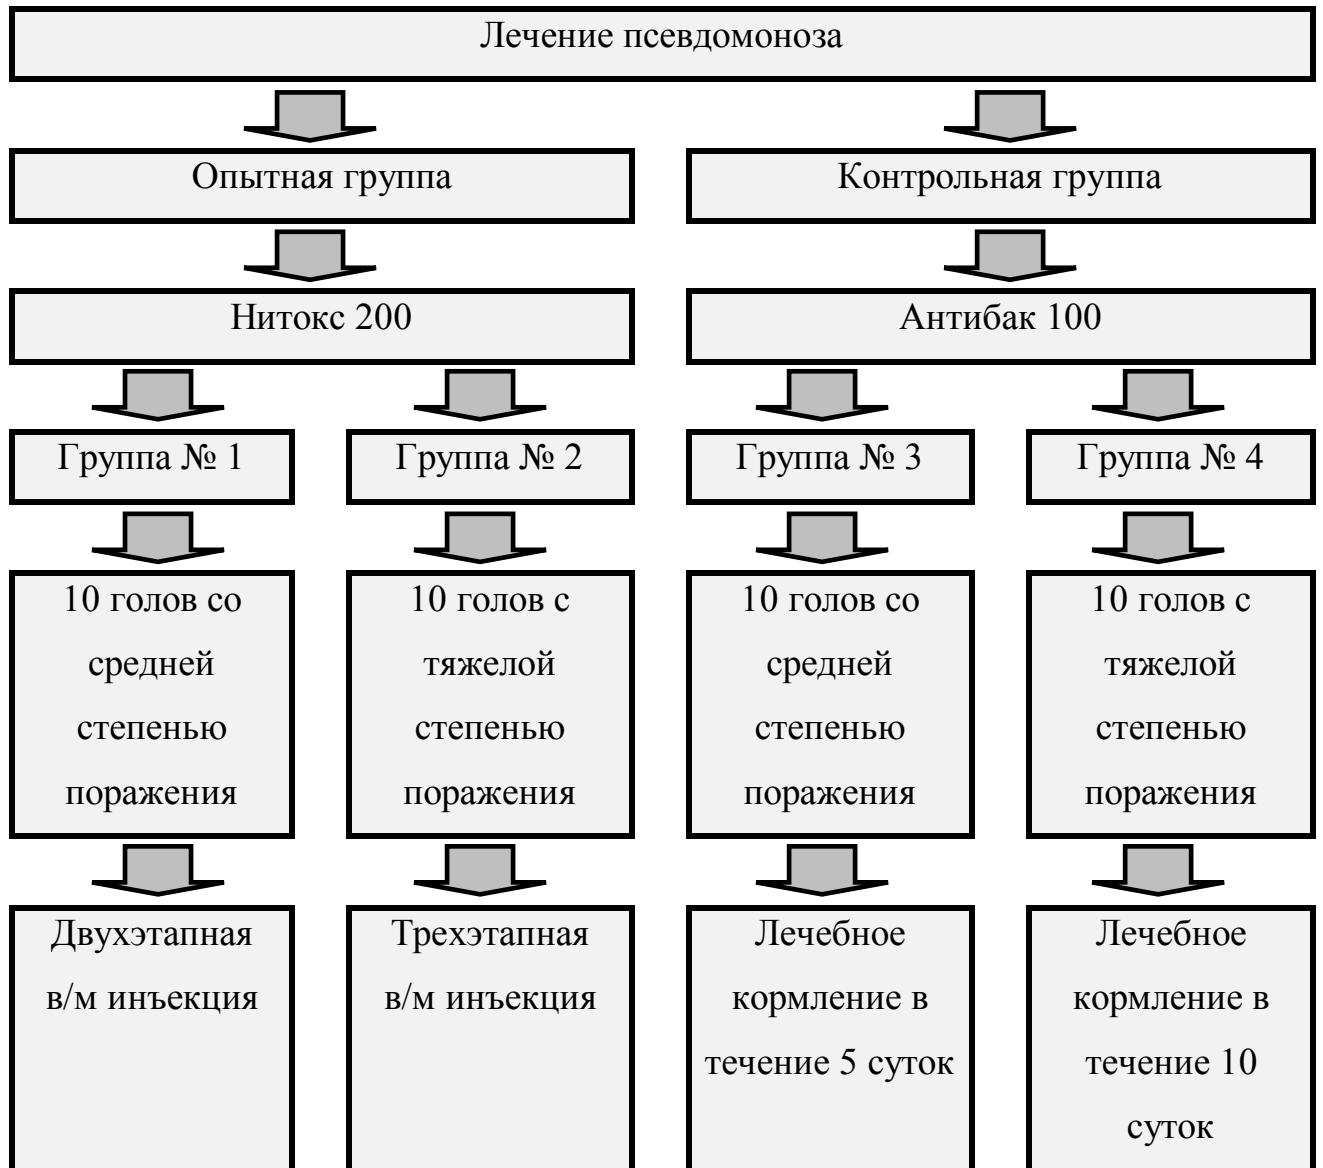 Лечение псевдомоноза
Опытная группа
Контрольная группа
Нитокс 200
Антибак 100
Группа № 1
Группа № 2
Группа № 3
Группа № 4
10 голов со
средней
степенью
поражения
10 голов с
тяжелой
степенью
поражения
10 голов со
средней
степенью
поражения
10 голов с
тяжелой
степенью
поражения
Двухэтапная
в/м инъекция
Трехэтапная
в/м инъекция
Лечебное
кормление в
течение 5 суток
Лечебное
кормление в
течение 10
суток